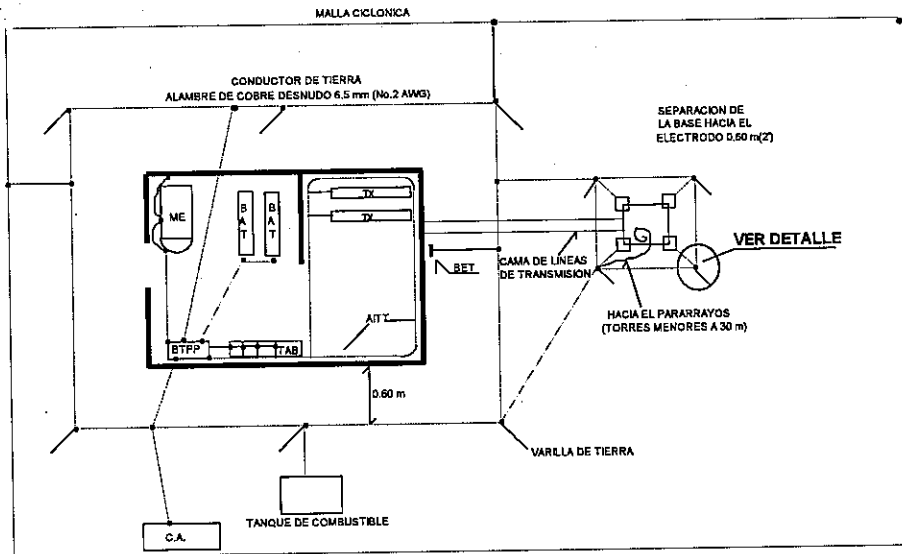 MALLA CICLONICA
CONDUCTOR DE TIERRA
ALAMBRE DE COBRE DESNUDO 6,5 mm (No.2 AWG)
SEPARACION DE
LA BASE HACIA EL
ELECTRODO 0,60 m(2')
ME
BAT
BAT
TX
TX
VER DETALLE
BET
CAMA DE LINEAS
DE TRANSMISIÓN
HACIA EL PARARRAYOS
(TORRES MENORES A 30 m)
AITT
BTPP
TAB
0.60 m
VARILLA DE TIERRA
TANQUE DE COMBUSTIBLE
C.A.